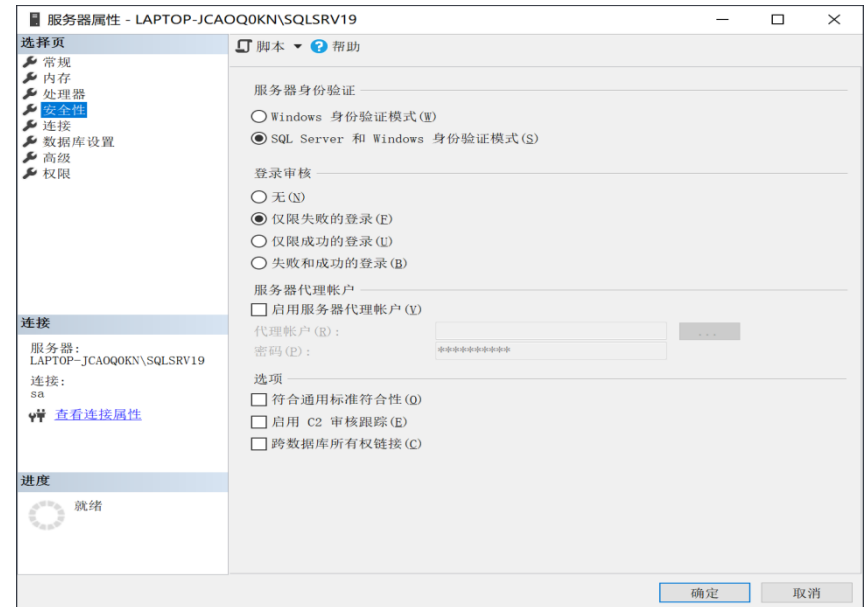 服务器属性 - LAPTOP-JCAOQ0KN\SQLSRV19
选择页
常规
内存
处理器
安全性
连接
数据库设置
高级
权限
脚本 帮助
服务器身份验证
Windows 身份验证模式(W)
SQL Server 和 Windows 身份验证模式(S)
登录审核
无(N)
仅限失败的登录(F)
仅限成功的登录(U)
失败和成功的登录(B)
服务器代理帐户
启用服务器代理帐户(V)
代理帐户(R):
...
密码(P):
**********
选项
符合通用标准符合性(O)
启用 C2 审核跟踪(E)
跨数据库所有权链接(C)
连接
服务器:
LAPTOP-JCAOQ0KN\SQLSRV19
连接:
sa
查看连接属性
进度
就绪
确定
取消